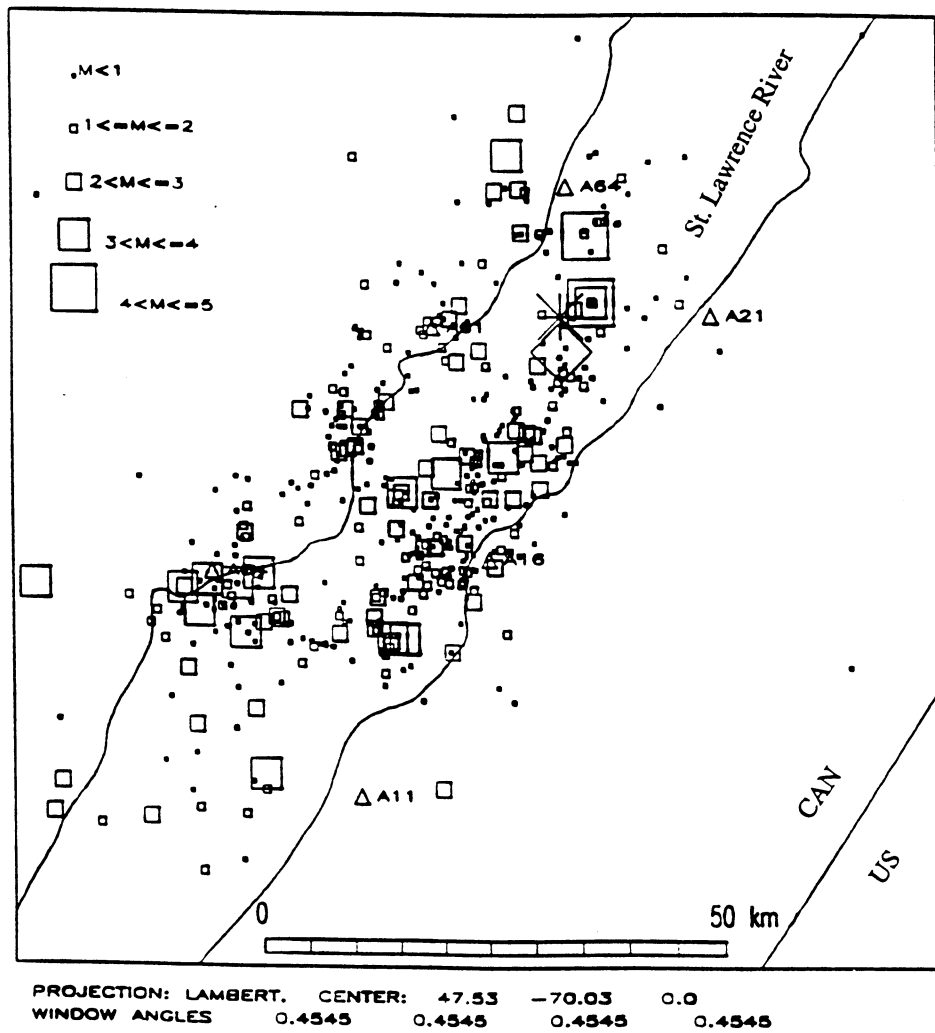 M<1
1<=M<=2
2<M<=3
3<M<=4
4<M<=5
St. Lawrence River
A64
A21
A16
A11
CAN
US
0 50 km
PROJECTION: LAMBERT. CENTER: 47.53 -70.03 0.0
WINDOW ANGLES 0.4545 0.4545 0.4545 0.4545